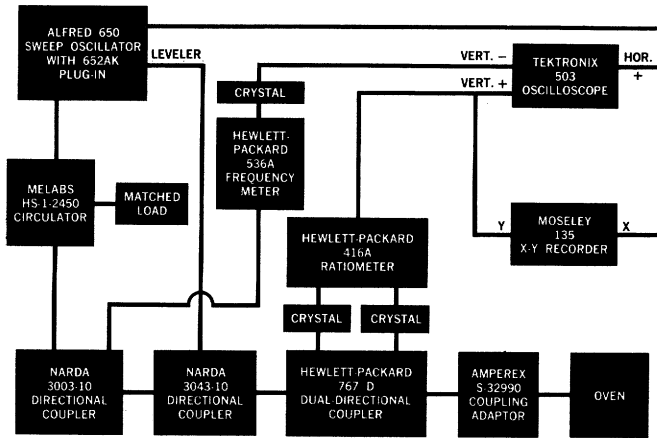 ALFRED 650
SWEEP OSCILLATOR
WITH 652AK
PLUG-IN
LEVELER
VERT. -
VERT. +
TEKTRONIX
503
OSCILLOSCOPE
HOR.
+
CRYSTAL
HEWLETT-
PACKARD
536A
FREQUENCY
METER
MELABS
HS-1-2450
CIRCULATOR
MATCHED
LOAD
HEWLETT-PACKARD
416A
RATIOMETER
Y
MOSELEY
135
X-Y RECORDER
X
CRYSTAL
CRYSTAL
NARDA
3003-10
DIRECTIONAL
COUPLER
NARDA
3043-10
DIRECTIONAL
COUPLER
HEWLETT-PACKARD
767 D
DUAL-DIRECTIONAL
COUPLER
AMPEREX
S-32990
COUPLING
ADAPTOR
OVEN